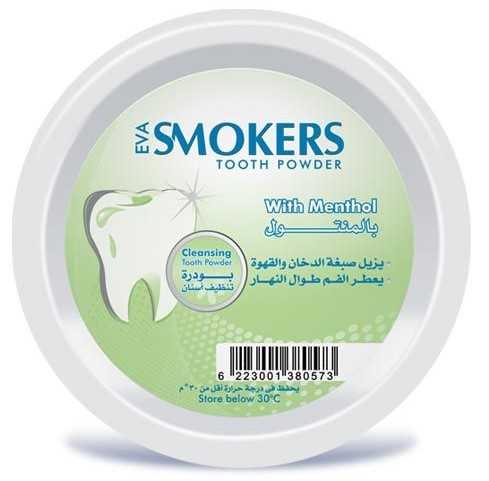 EVA SMOKERS
TOOTH POWDER
With Menthol
بالمنتول
Cleansing
Tooth Powder
بودرة
تنظيف أسنان
- يزيل صبغة الدخان والقهوة
- يعطر الفم طوال النهار
6 223001 380573
يحفظ في درجة حرارة أقل من ٣٠°م
Store below 30°C